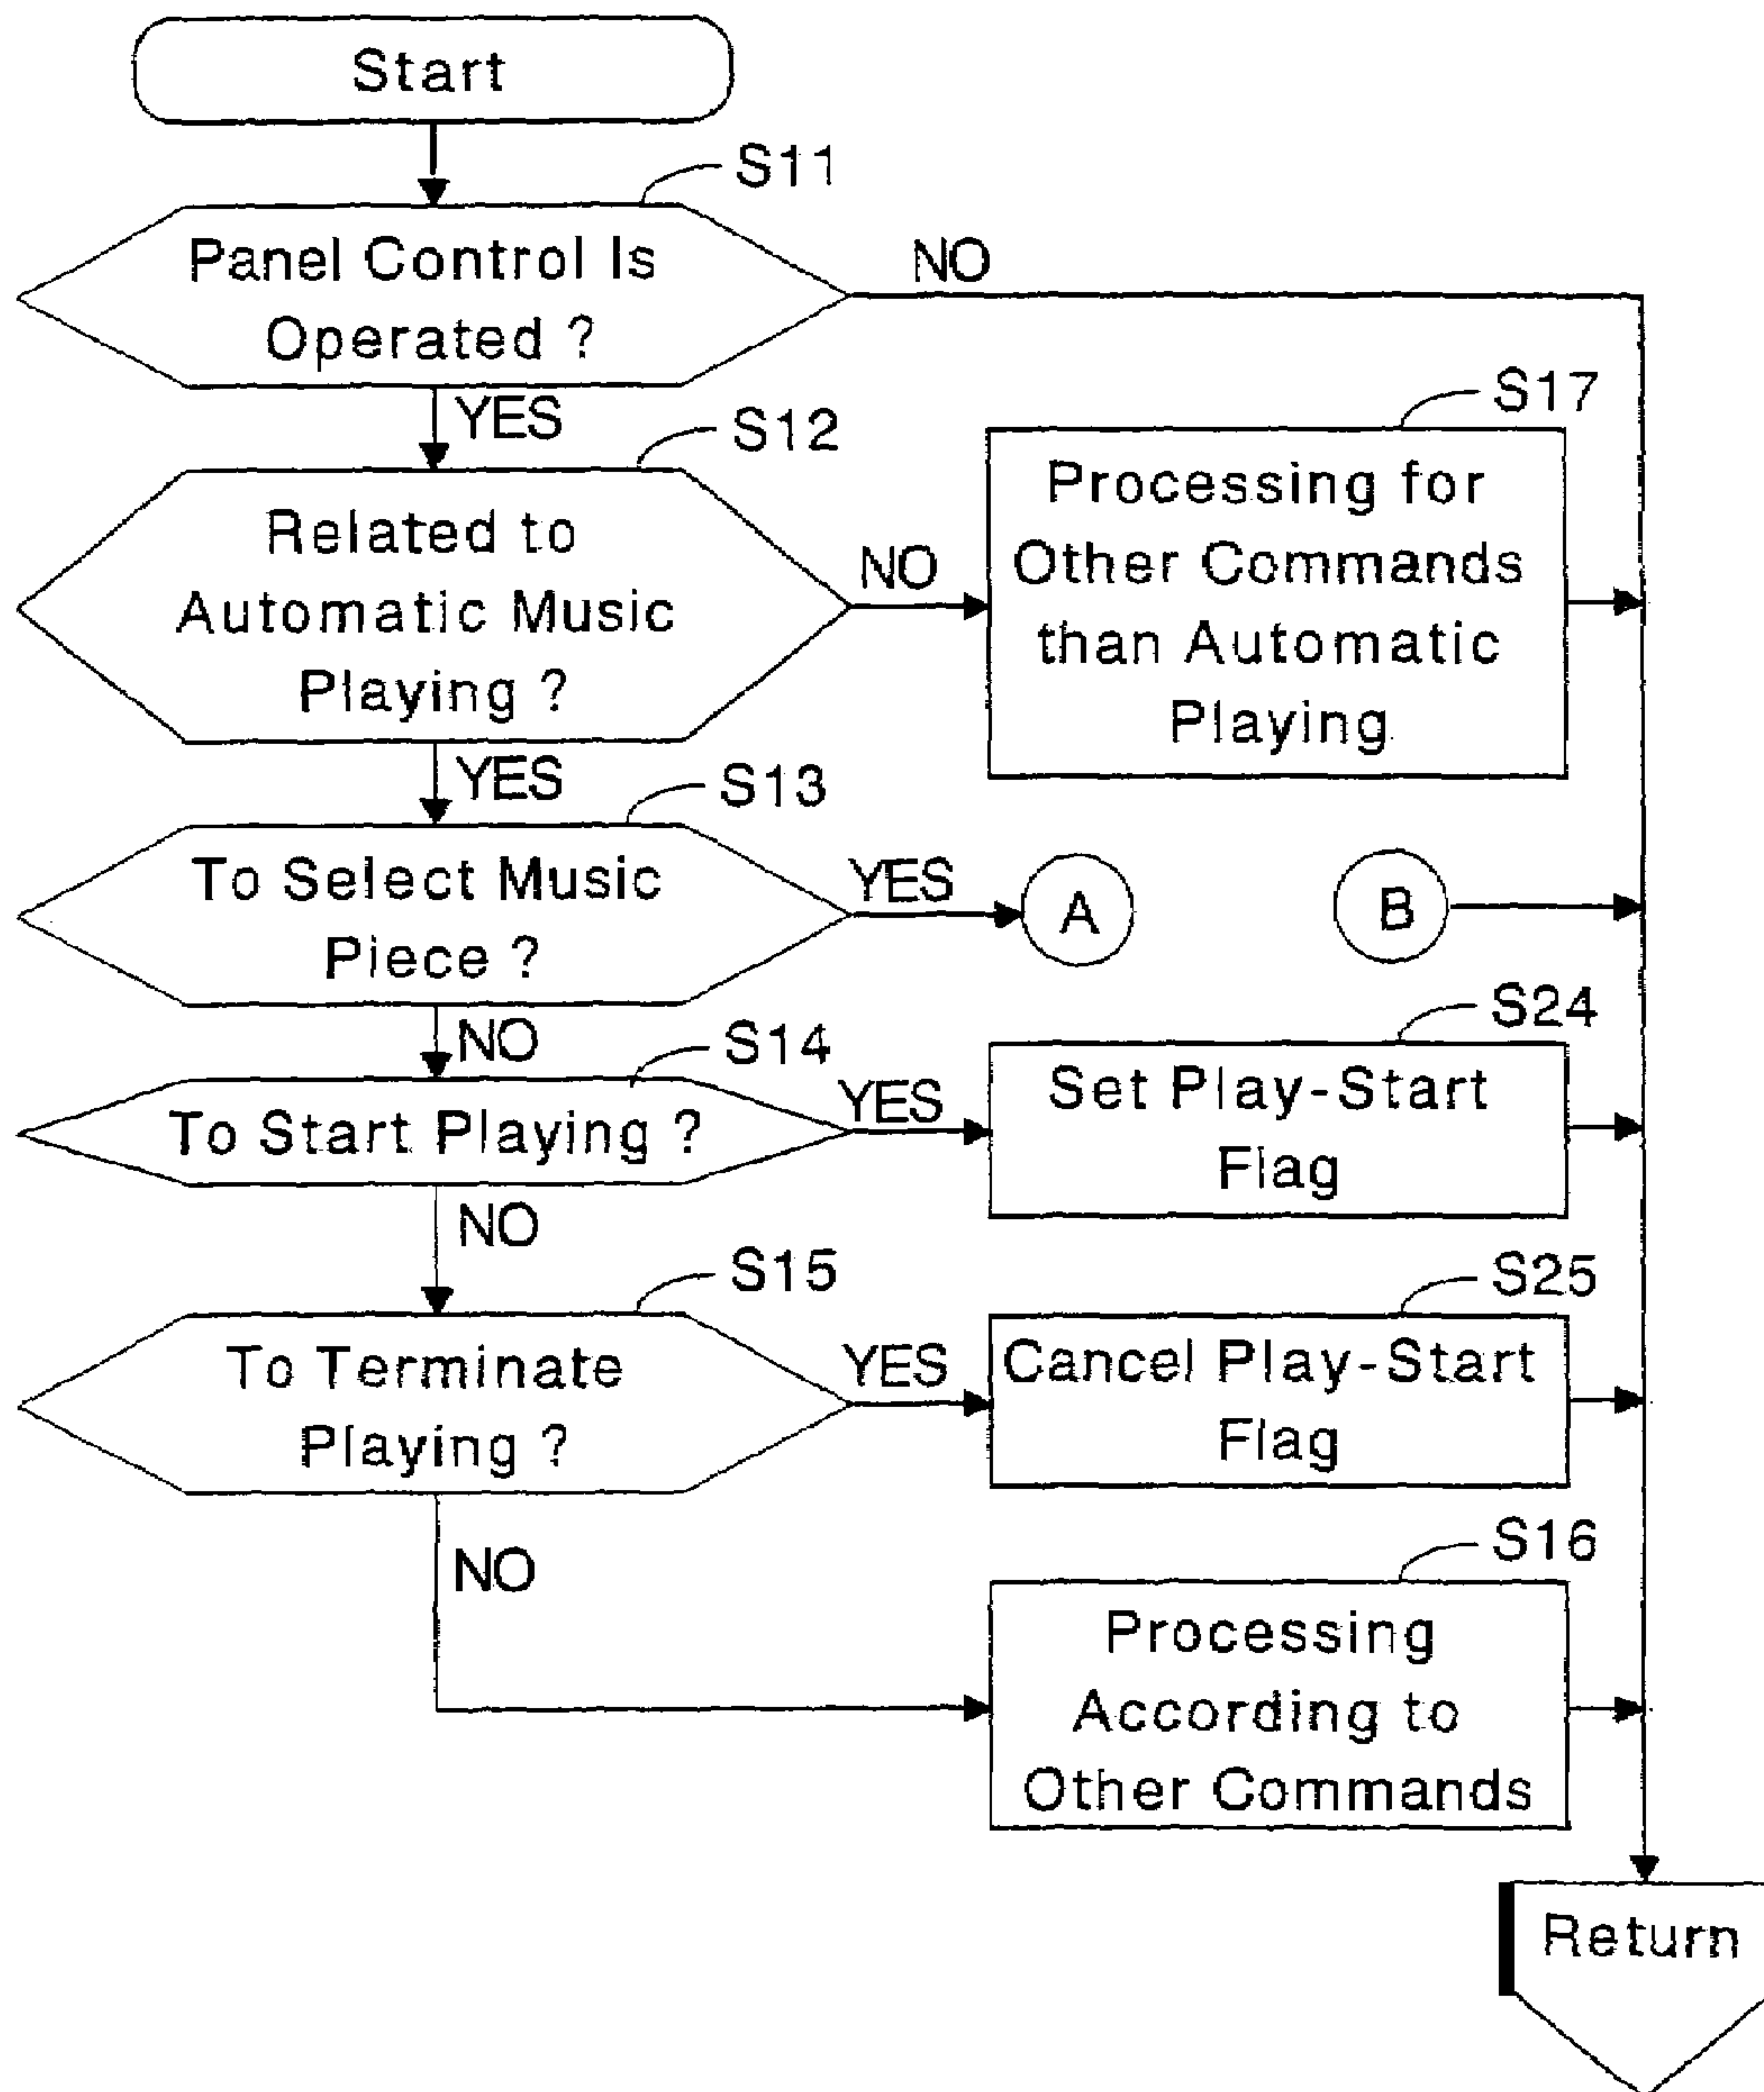 Start
S11
Panel Control Is
Operated ?
NO
YES
S12
Related to
Automatic Music
Playing ?
NO
S17
Processing for
Other Commands
than Automatic
Playing
YES
S13
To Select Music
Piece ?
YES
A
B
NO
S14
To Start Playing ?
YES
S24
Set Play-Start
Flag
NO
S15
To Terminate
Playing ?
YES
S25
Cancel Play-Start
Flag
NO
S16
Processing
According to
Other Commands
Return